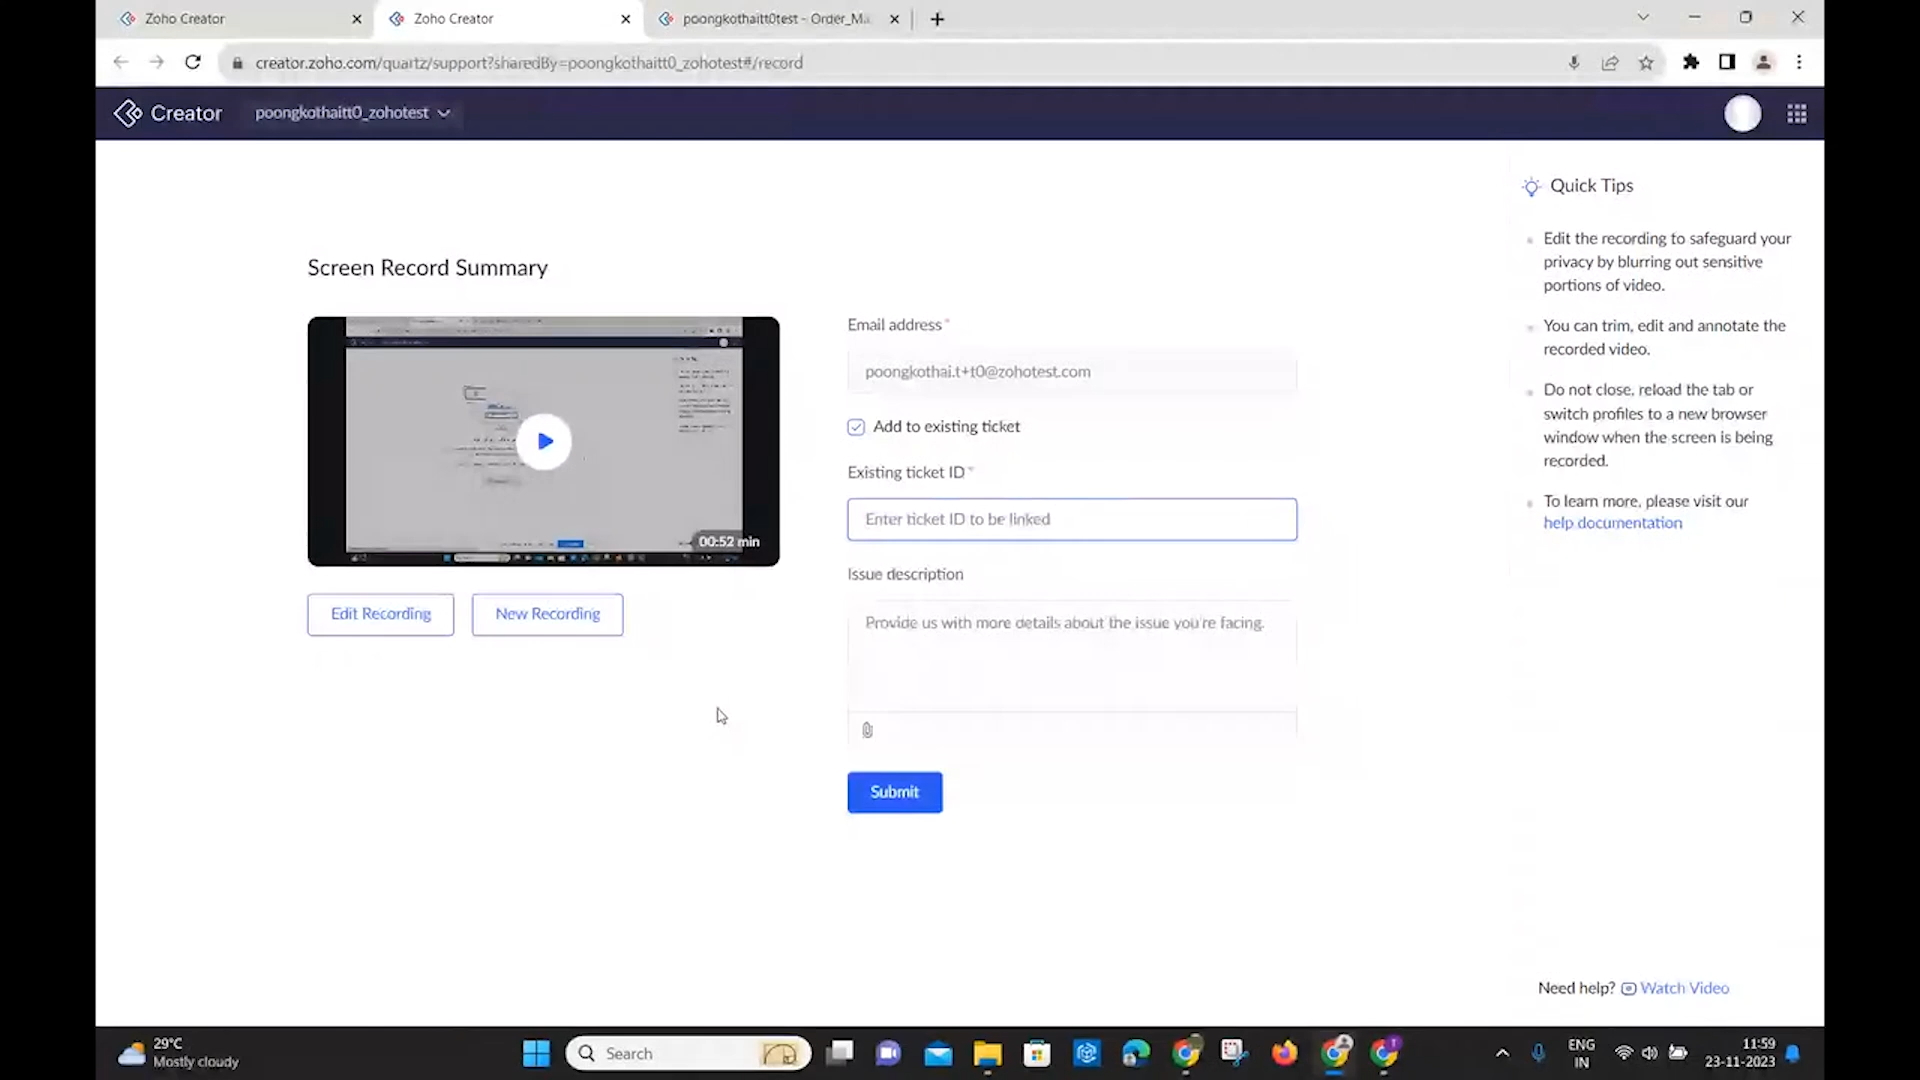 Zoho Creator
Zoho Creator
poongkothaitt0test - Order_Ma
creator.zoho.com/quartz/support?sharedBy=poongkothaitt0_zohotest#/record
Creator
poongkothaitt0_zohotest
Screen Record Summary
00:52 min
Edit Recording
New Recording
Email address *
poongkothai.t+t0@zohotest.com
Add to existing ticket
Existing ticket ID *
Enter ticket ID to be linked
Issue description
Provide us with more details about the issue you're facing.
Submit
Quick Tips
Edit the recording to safeguard your
privacy by blurring out sensitive
portions of video.
You can trim, edit and annotate the
recorded video.
Do not close, reload the tab or
switch profiles to a new browser
window when the screen is being
recorded.
To learn more, please visit our
help documentation
Need help? Watch Video
29°C
Mostly cloudy
Search
ENG
IN
11:59
23-11-2023